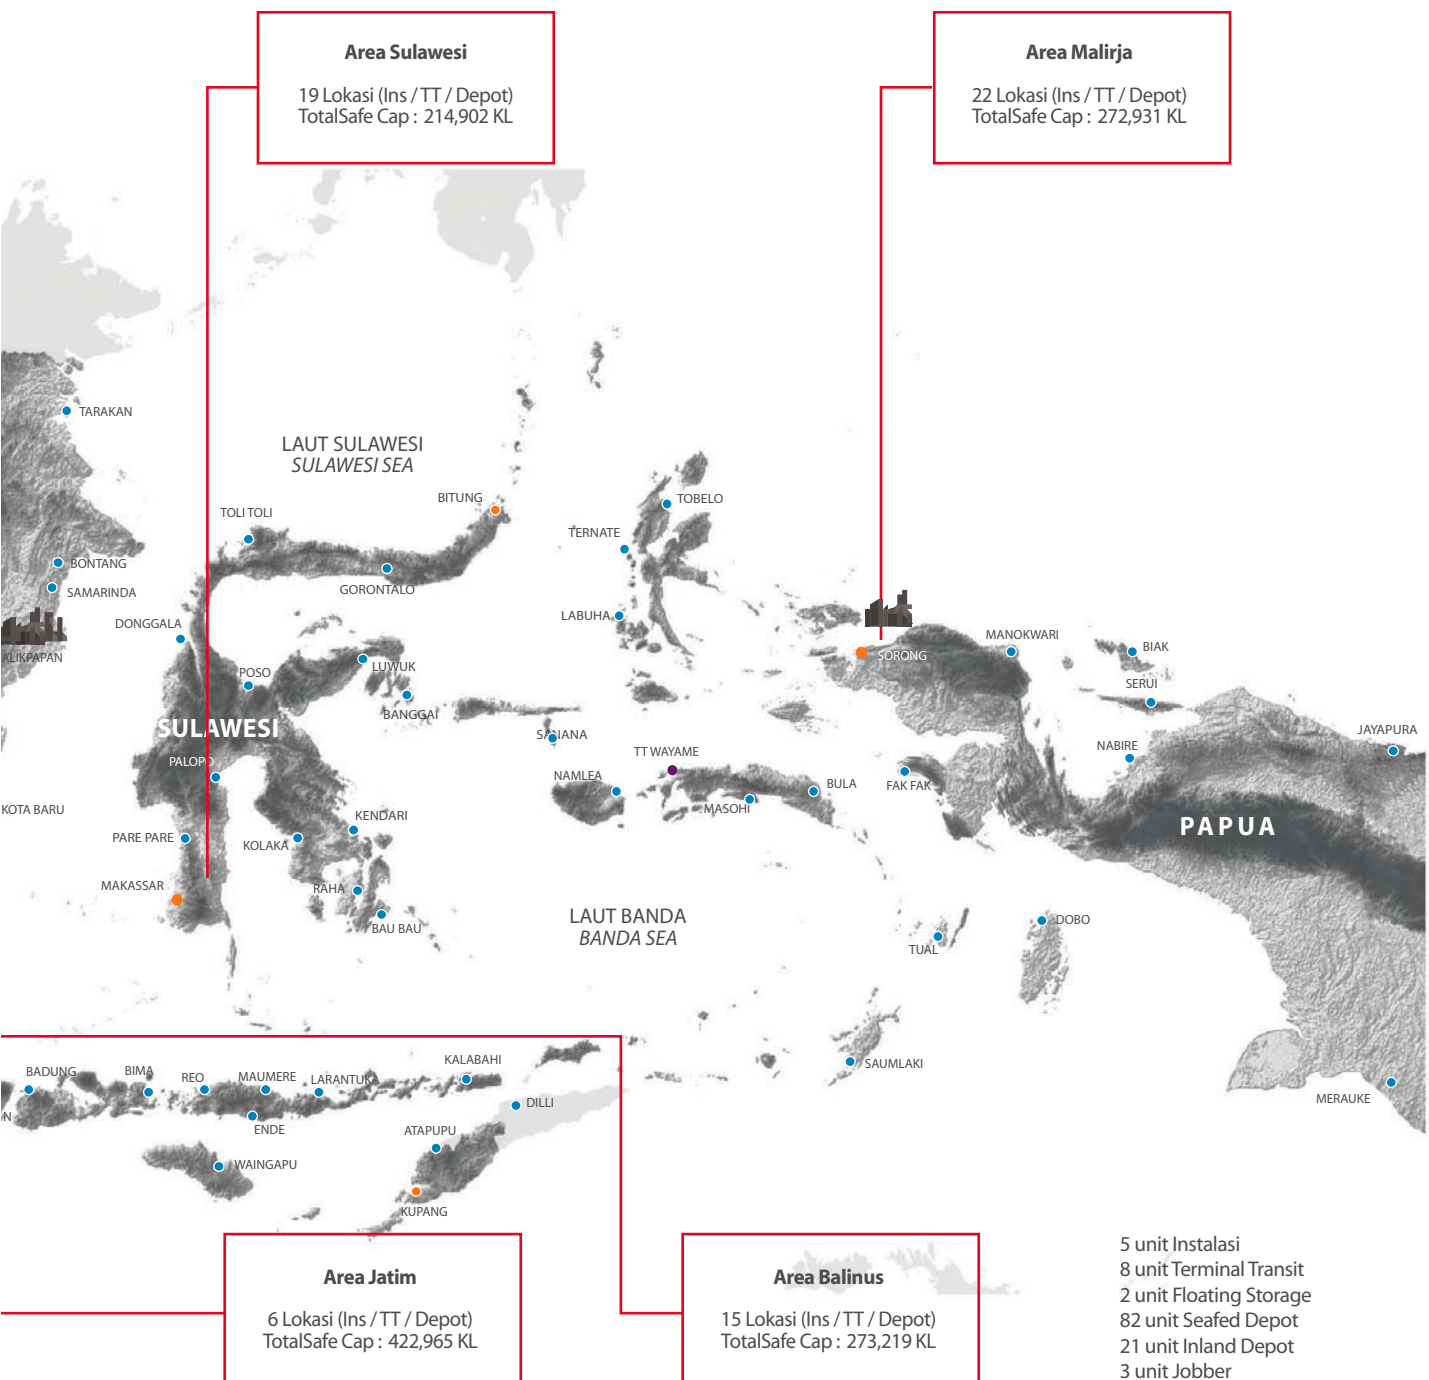 Area Sulawesi
19 Lokasi (Ins / TT / Depot)
TotalSafe Cap : 214,902 KL
Area Malirja
22 Lokasi (Ins / TT / Depot)
TotalSafe Cap : 272,931 KL
TARAKAN
LAUT SULAWESI
SULAWESI SEA
BITUNG
TOBELO
TOLI TOLI
TERNATE
BONTANG
GORONTALO
SAMARINDA
LABUHA
DONGGALA
MANOKWARI
BIAK
ALIKPAPAN
SORONG
LUWUK
POSO
SERUI
BANGGAI
SULAWESI
SANANA
JAYAPURA
TT WAYAME
NABIRE
PALOPO
NAMLEA
BULA
FAK FAK
MASOHI
KOTA BARU
KENDARI
PAPUA
PARE PARE
KOLAKA
MAKASSAR
RAHA
LAUT BANDA
BANDA SEA
BAU BAU
DOBO
TUAL
KALABAHI
SAUMLAKI
BADUNG
BIMA
REO
MAUMERE
LARANTUKA
MERAUKE
DILLI
N
ENDE
ATAPUPU
WAINGAPU
KUPANG
Area Jatim
6 Lokasi (Ins / TT / Depot)
TotalSafe Cap : 422,965 KL
Area Balinus
15 Lokasi (Ins / TT / Depot)
TotalSafe Cap : 273,219 KL
5 unit Instalasi
8 unit Terminal Transit
2 unit Floating Storage
82 unit Seafed Depot
21 unit Inland Depot
3 unit Jobber